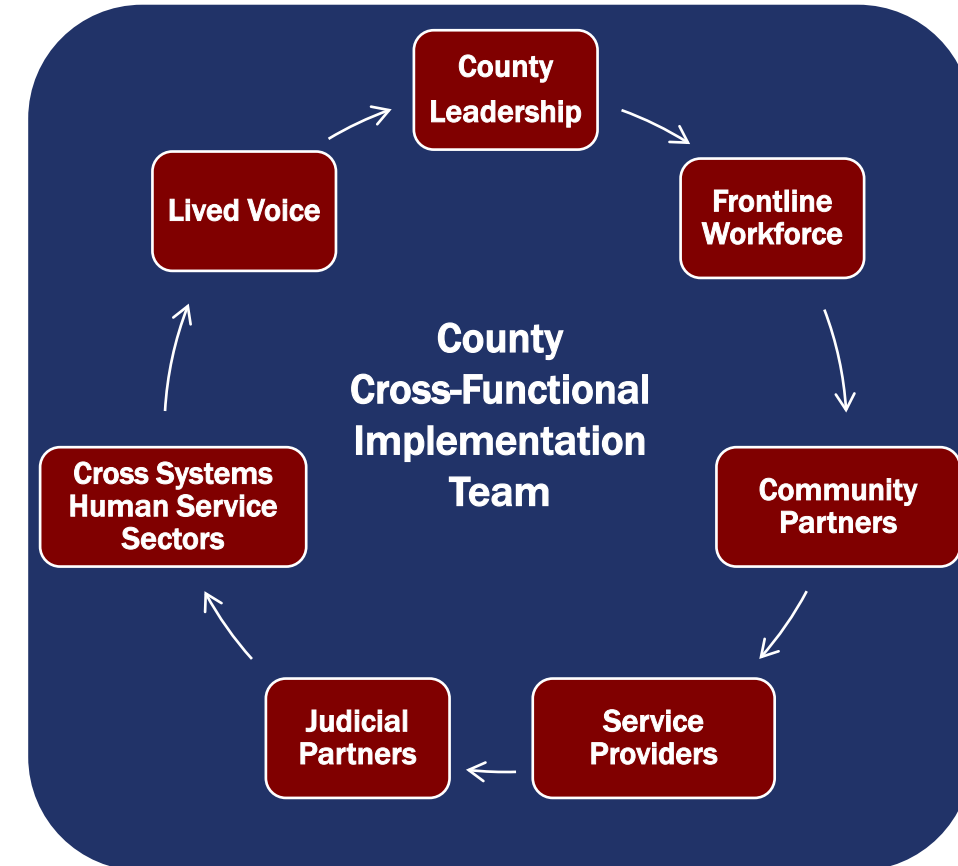 County
Leadership
Frontline
Workforce
Community
Partners
Service
Providers
Judicial
Partners
Cross Systems
Human Service
Sectors
Lived Voice
County
Cross-Functional
Implementation
Team